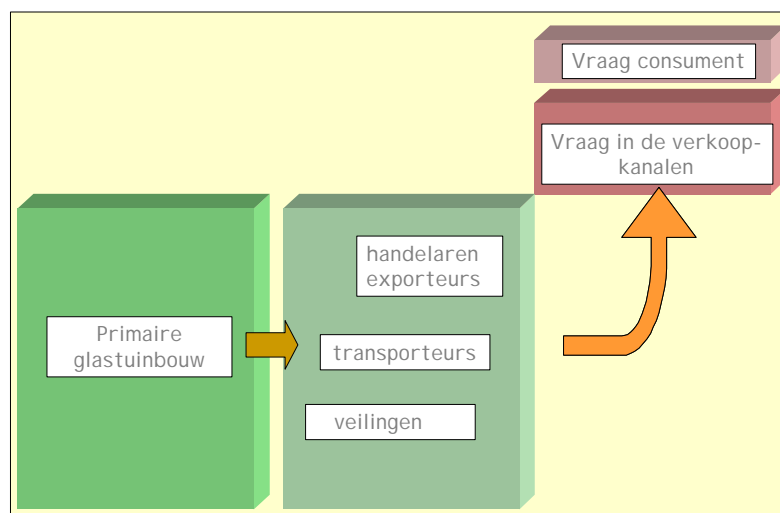 Vraag consument
Vraag in de verkoop-
kanalen
handelaren
exporteurs
Primaire
glastuinbouw
transporteurs
veilingen